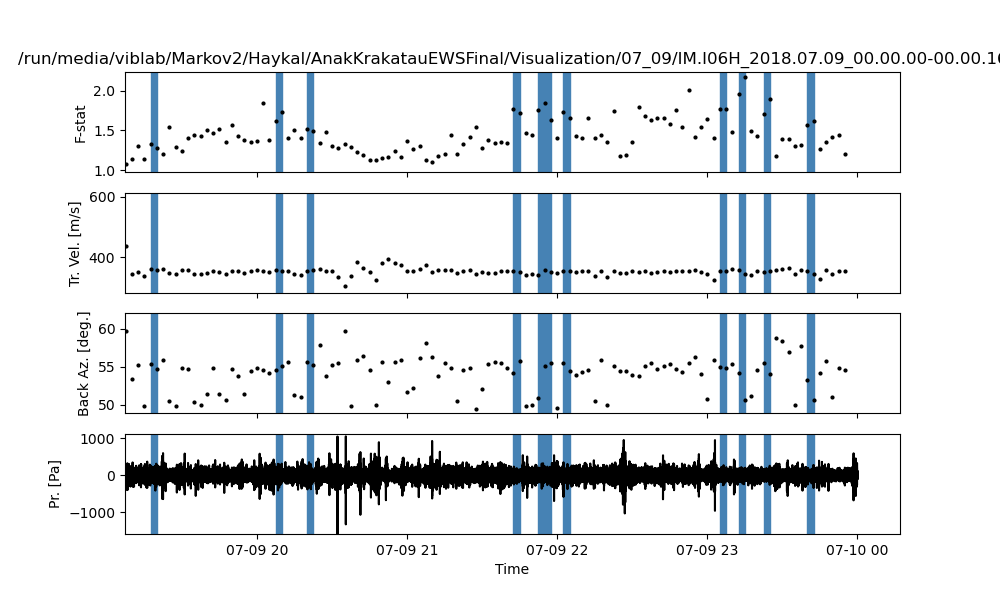 /run/media/viblab/Markov2/Haykal/AnakKrakatauEWSFinal/Visualization/07_09/IM.I06H_2018.07.09_00.00.00-00.00.16
2.0
1.5
1.0
F-stat
600
400
Tr. Vel. [m/s]
60
55
50
Back Az. [deg.]
1000
0
−1000
Pr. [Pa]
07-09 20 07-09 21 07-09 22 07-09 23 07-10 00
Time